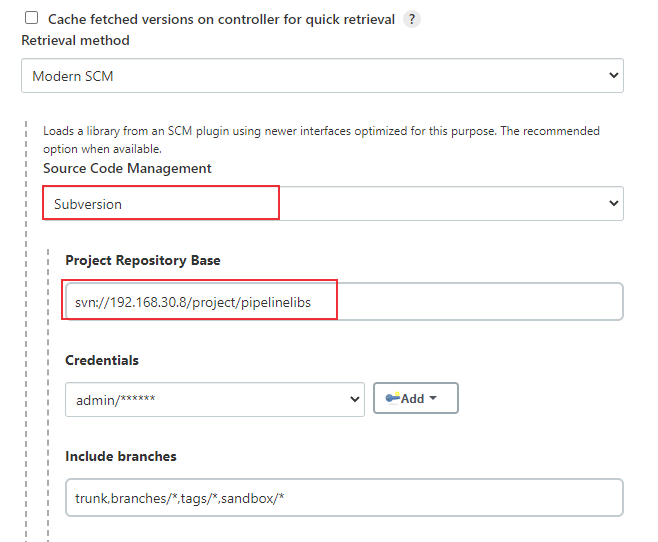 Cache fetched versions on controller for quick retrieval ?
Retrieval method
Modern SCM
Loads a library from an SCM plugin using newer interfaces optimized for this purpose. The recommended
option when available.
Source Code Management
Subversion
Project Repository Base
svn://192.168.30.8/project/pipelinelibs
Credentials
admin/******
Add
Include branches
trunk,branches/*,tags/*,sandbox/*